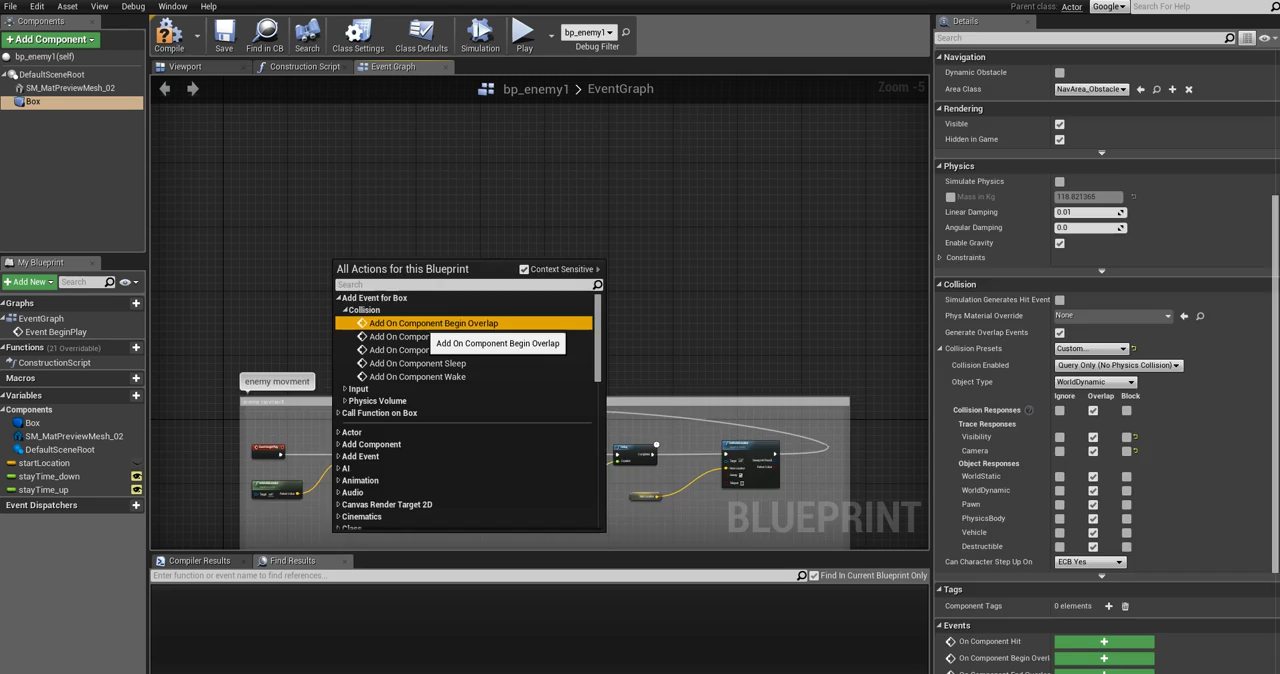 File Edit Asset View Debug Window Help
Parent class: Actor Google Search For Help
Components
+Add Component
bp_enemy1(self)
DefaultSceneRoot
SM_MatPreviewMesh_02
Box
Compile Save Find in CB Search Class Settings Class Defaults Simulation Play
bp_enemy1
Debug Filter
Viewport Construction Script Event Graph
bp_enemy1 > EventGraph
Zoom -5
My Blueprint
+Add New Search
Graphs
EventGraph
Event BeginPlay
Functions (21 Overridable)
ConstructionScript
Macros
Variables
Components
Box
SM_MatPreviewMesh_02
DefaultSceneRoot
startLocation
stayTime_down
stayTime_up
Event Dispatchers
All Actions for this Blueprint Context Sensitive
Search
Add Event for Box
Collision
Add On Component Begin Overlap
Add On Compor
Add On Component Begin Overlap
Add On Compor
Add On Component Sleep
Add On Component Wake
Input
Physics Volume
Call Function on Box
Actor
Add Component
Add Event
AI
Animation
Audio
Canvas Render Target 2D
Cinematics
Class
enemy movment
BLUEPRINT
Compiler Results Find Results
Enter function or event name to find references...
Find In Current Blueprint Only
Details
Search
Navigation
Dynamic Obstacle
Area Class NavArea_Obstacle
Rendering
Visible
Hidden in Game
Physics
Simulate Physics
Mass in Kg 118.821365
Linear Damping 0.01
Angular Damping 0.0
Enable Gravity
Constraints
Collision
Simulation Generates Hit Event
Phys Material Override None
Generate Overlap Events
Collision Presets Custom...
Collision Enabled Query Only (No Physics Collision)
Object Type WorldDynamic
Ignore Overlap Block
Collision Responses
Trace Responses
Visibility
Camera
Object Responses
WorldStatic
WorldDynamic
Pawn
PhysicsBody
Vehicle
Destructible
Can Character Step Up On ECB Yes
Tags
Component Tags 0 elements
Events
On Component Hit
On Component Begin Overl